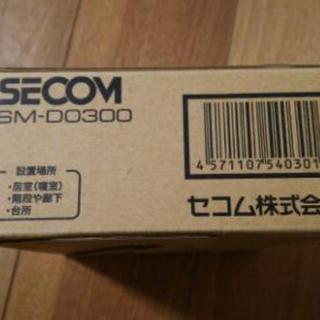 SECOM
SM-D0300
設置場所
・居室(寝室)
・階段や廊下
・台所
4571107540301
セコム株式会